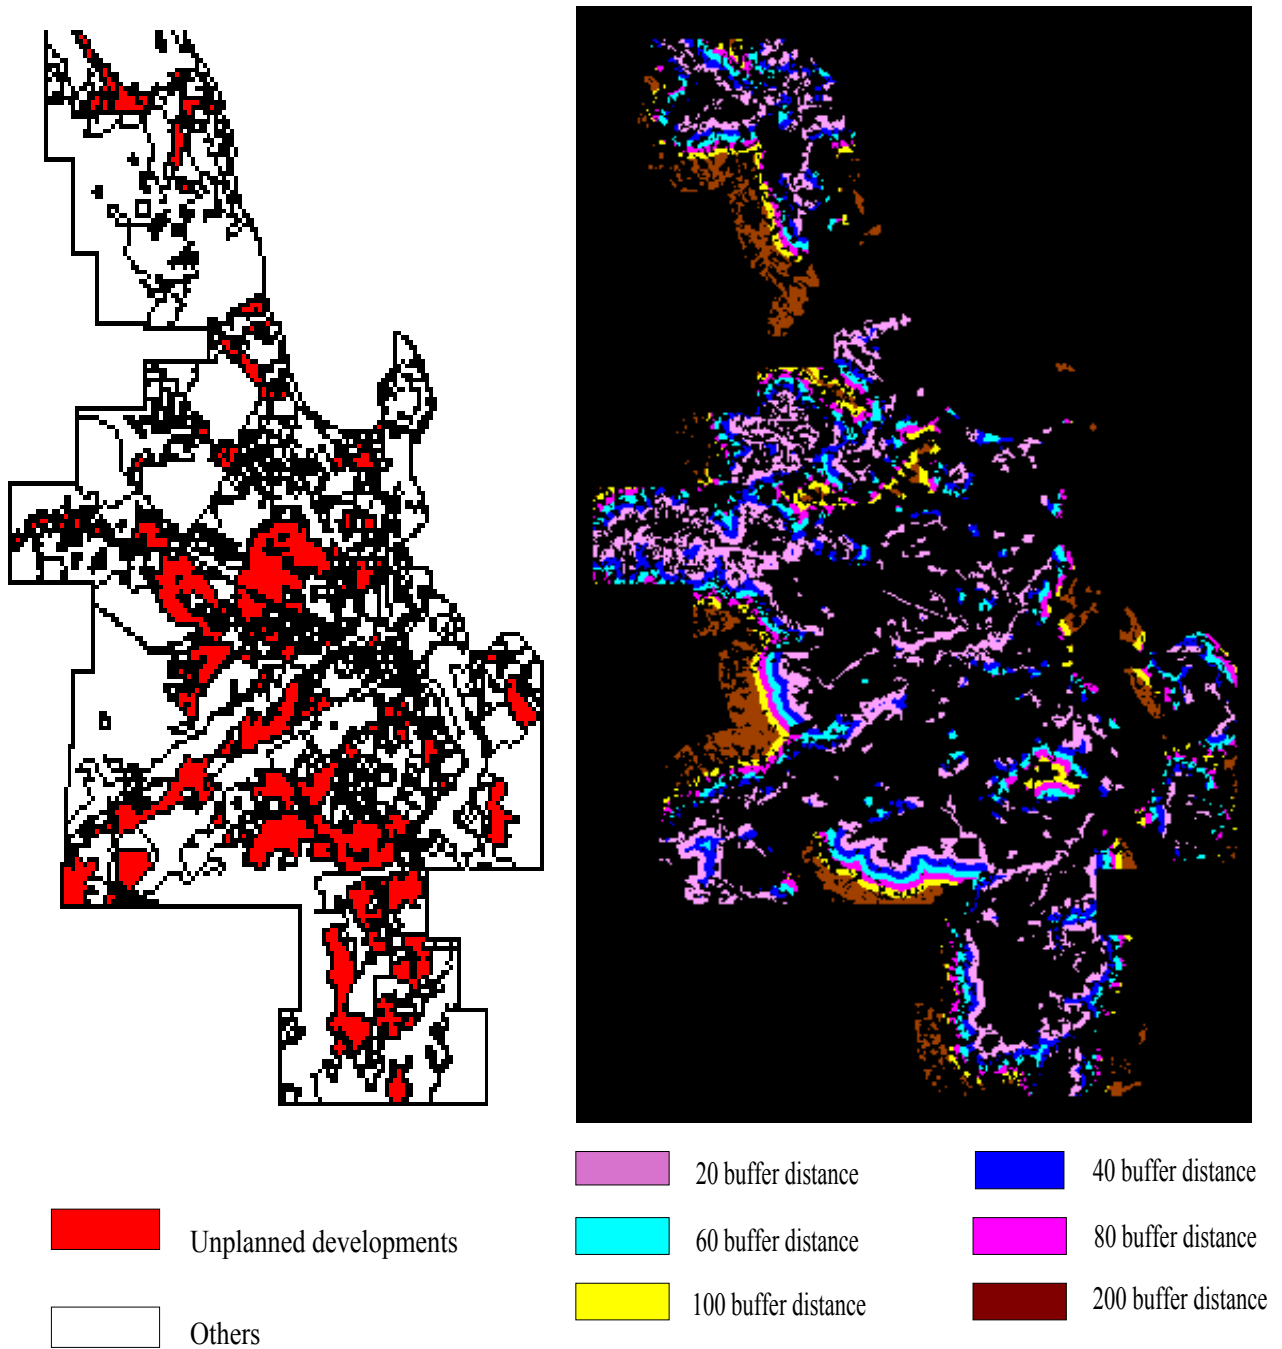 20 buffer distance
40 buffer distance
60 buffer distance
80 buffer distance
100 buffer distance
200 buffer distance
Unplanned developments
Others